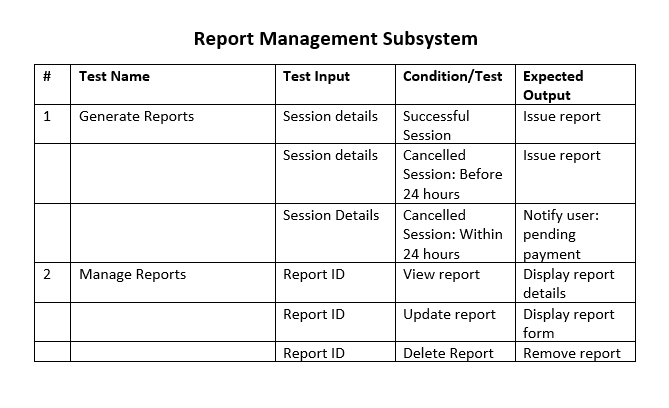 Report Management Subsystem
# Test Name Test Input Condition/Test Expected
Output
1 Generate Reports Session details Successful Issue report
Session
Session details Cancelled Issue report
Session: Before
24 hours
Session Details Cancelled Notify user:
Session: Within pending
24 hours payment
2 Manage Reports Report ID View report Display report
details
Report ID Update report Display report
form
Report ID Delete Report Remove report